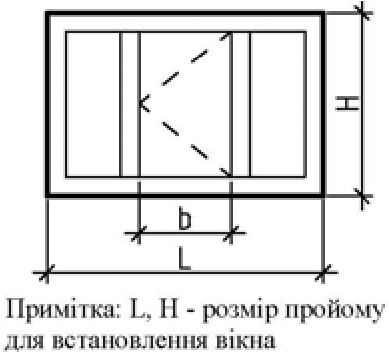 H
b
L
Примітка: L, H - розмір пройому
для встановлення вікна